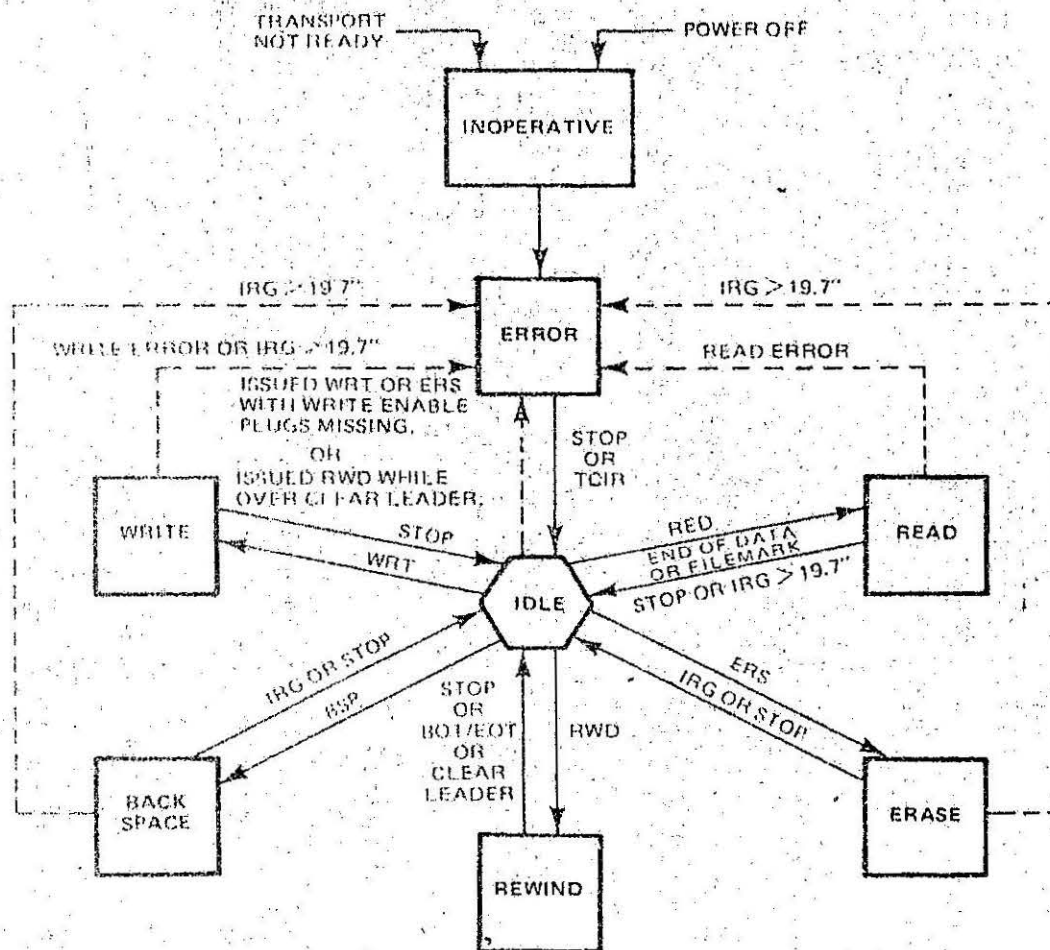 TRANSPORT
NOT READY
POWER OFF
INOPERATIVE
IRG > 19.7"
IRG > 19.7"
ERROR
WRITE ERROR OR IRG > 19.7"
READ ERROR
ISSUED WRT OR ERS
WITH WRITE ENABLE
PLUGS MISSING.
OR
ISSUED RWD WHILE
OVER CLEAR LEADER.
STOP
OR
TCIR
WRITE
STOP
WRT
RED
END OF DATA
OR FILEMARK
STOP OR IRG > 19.7"
READ
IDLE
IRG OR STOP
BSP
STOP
OR
BOT/EOT
OR
CLEAR
LEADER
RWD
ERS
IRG OR STOP
BACK
SPACE
ERASE
REWIND